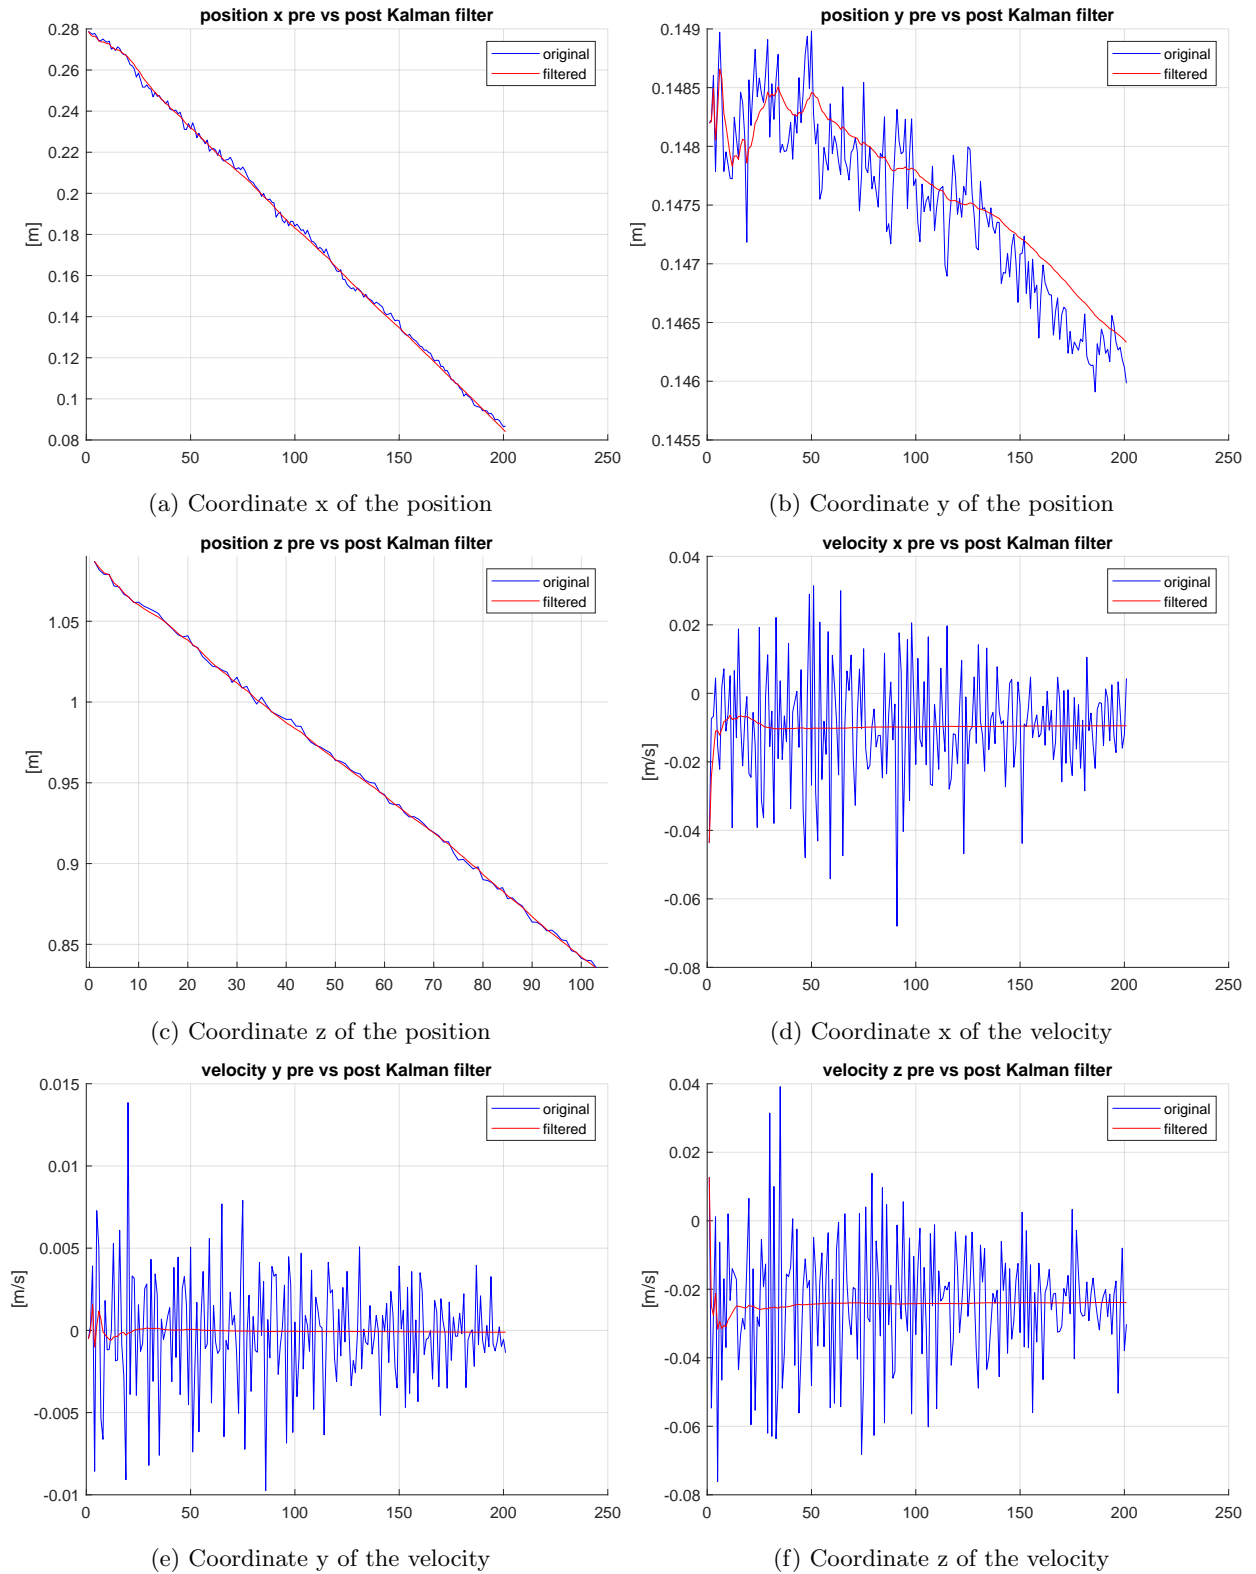 position x pre vs post Kalman filter
0.28
0.26
0.24
0.22
0.2
0.18
0.16
0.14
0.12
0.1
0.08
[m]
original
filtered
0 50 100 150 200 250
(a) Coordinate x of the position
position y pre vs post Kalman filter
0.149
0.1485
0.148
0.1475
0.147
0.1465
0.146
0.1455
[m]
original
filtered
0 50 100 150 200 250
(b) Coordinate y of the position
position z pre vs post Kalman filter
1.05
1
0.95
0.9
0.85
[m]
original
filtered
0 10 20 30 40 50 60 70 80 90 100
(c) Coordinate z of the position
velocity x pre vs post Kalman filter
0.04
0.02
0
-0.02
-0.04
-0.06
-0.08
[m/s]
original
filtered
0 50 100 150 200 250
(d) Coordinate x of the velocity
velocity y pre vs post Kalman filter
0.015
0.01
0.005
0
-0.005
-0.01
[m/s]
original
filtered
0 50 100 150 200 250
(e) Coordinate y of the velocity
velocity z pre vs post Kalman filter
0.04
0.02
0
-0.02
-0.04
-0.06
-0.08
[m/s]
original
filtered
0 50 100 150 200 250
(f) Coordinate z of the velocity